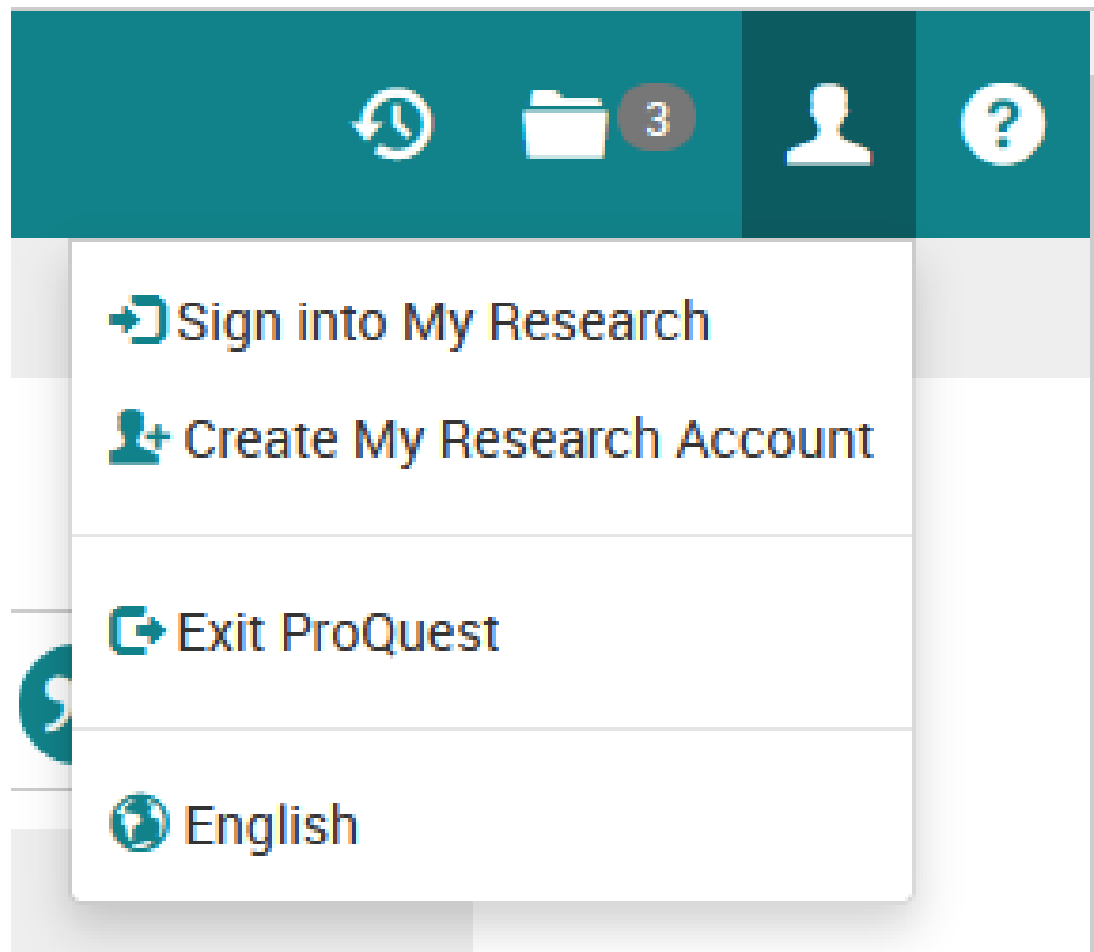 3
?
Sign into My Research
Create My Research Account
Exit ProQuest
English